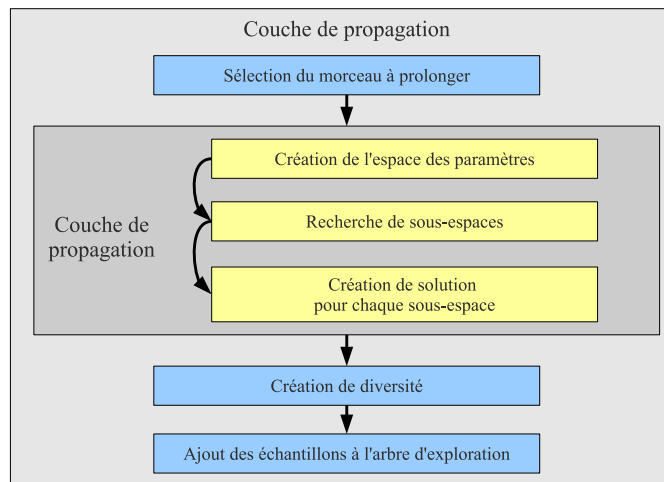 Couche de propagation
Sélection du morceau à prolonger
Création de l'espace des paramètres
Couche de
propagation
Recherche de sous-espaces
Création de solution
pour chaque sous-espace
Création de diversité
Ajout des échantillons à l'arbre d'exploration